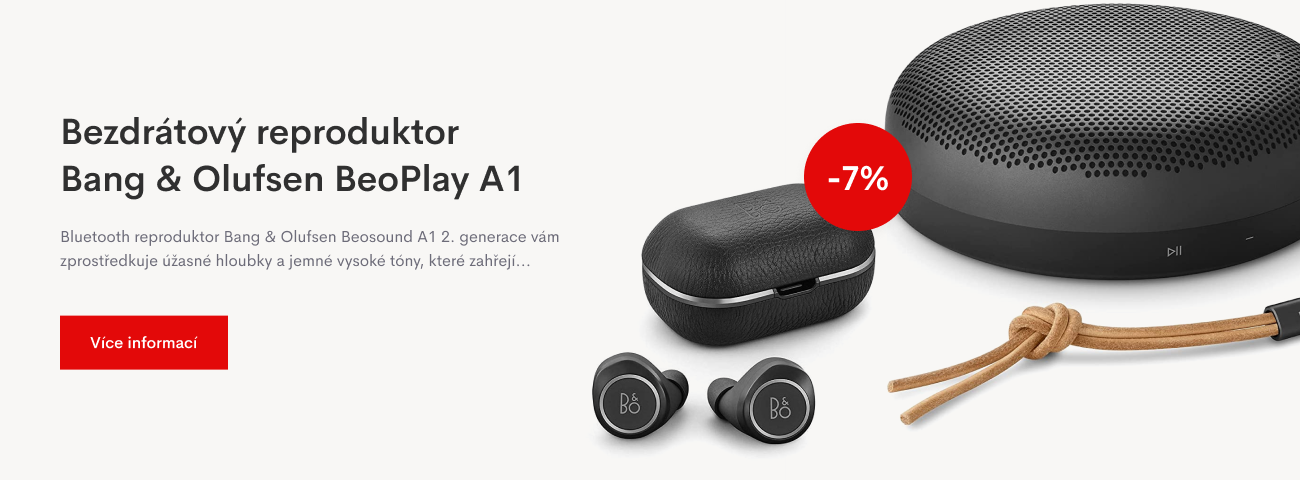 Bezdrátový reproduktor
Bang & Olufsen BeoPlay A1
Bluetooth reproduktor Bang & Olufsen Beosound A1 2. generace vám
zprostředkuje úžasné hloubky a jemné vysoké tóny, které zahřejí...
Více informací
-7%
B&O
B&O